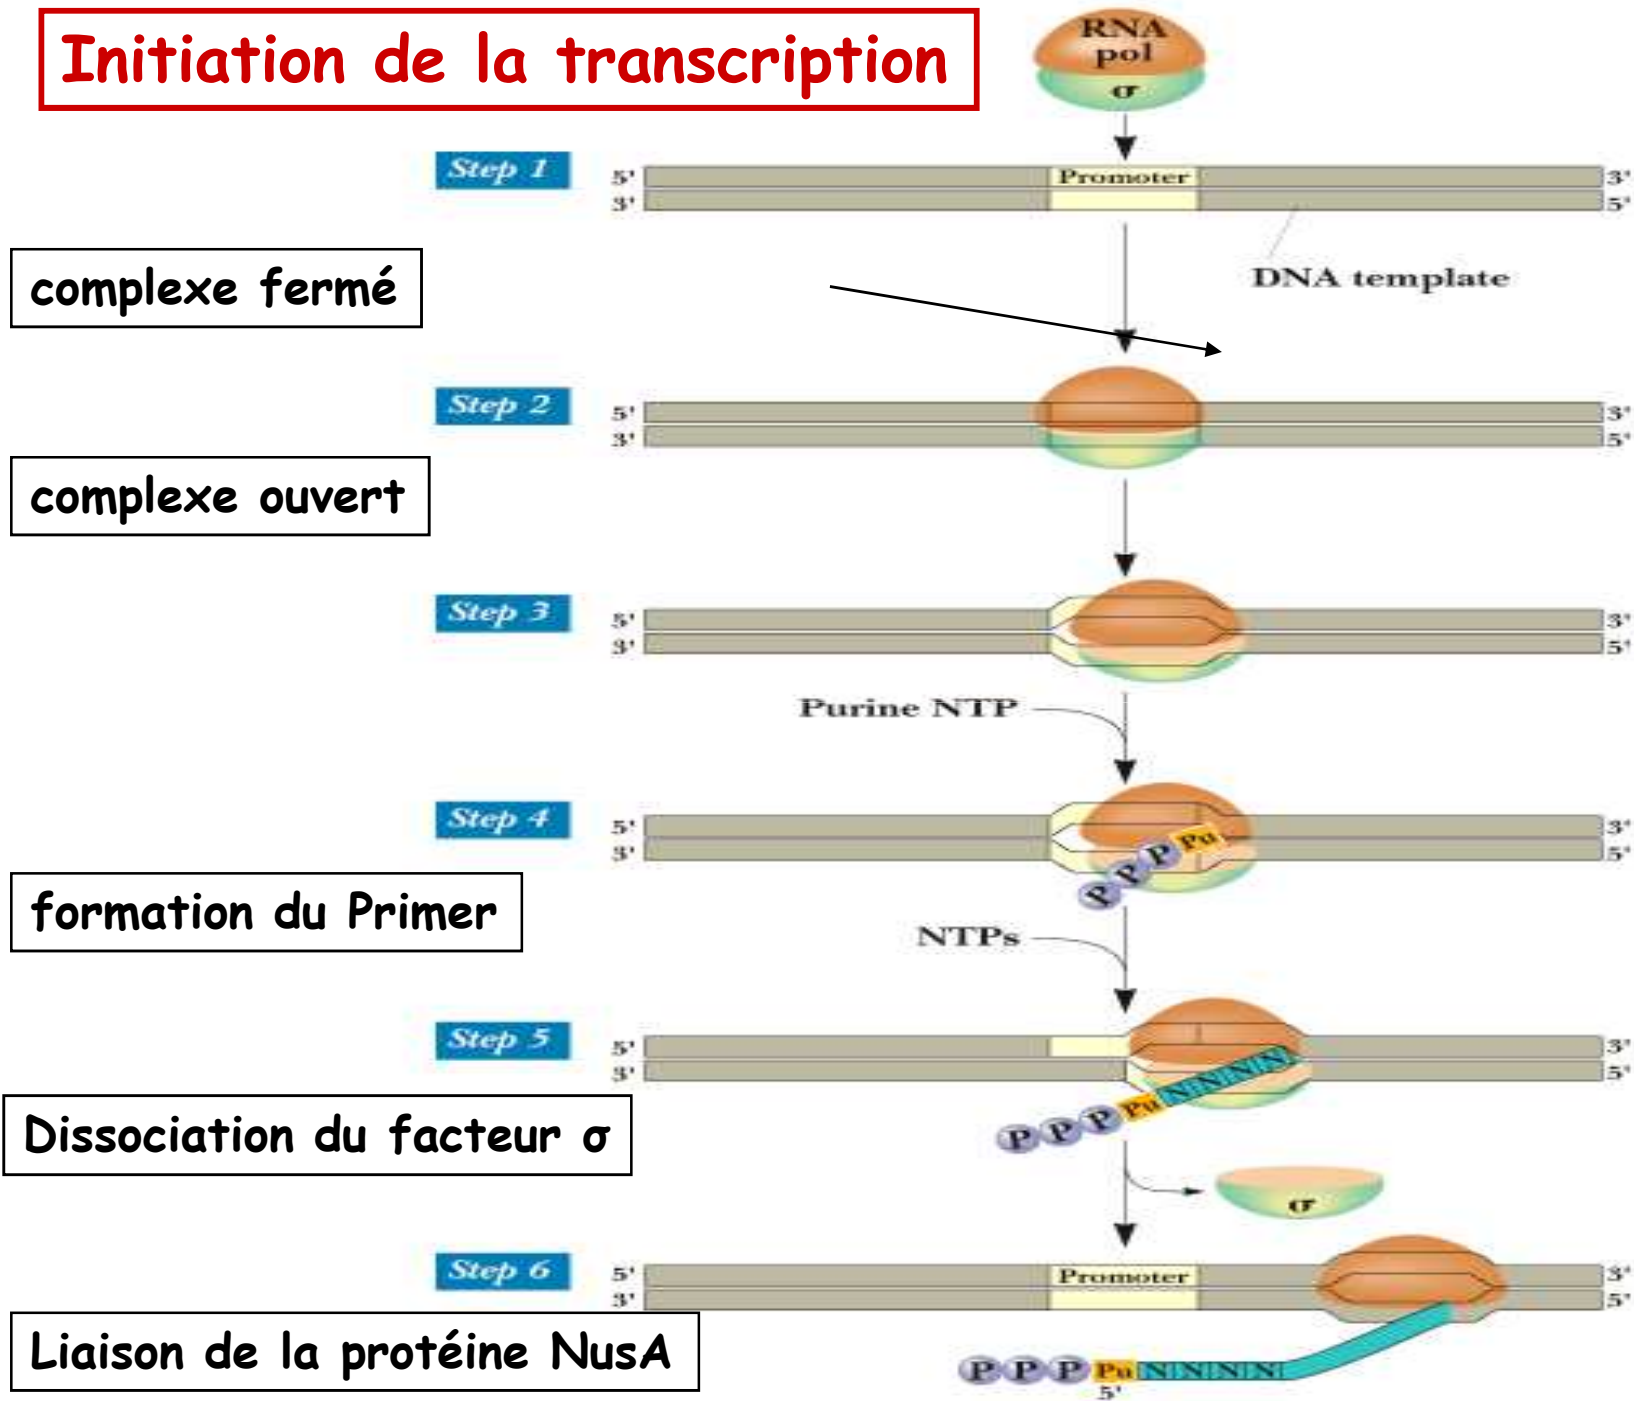 Initiation de la transcription
RNA
pol
σ
Step 1
5' Promoter 3'
3' 5'
DNA template
complexe fermé
Step 2
5' 3'
3' 5'
complexe ouvert
Step 3
5' 3'
3' 5'
Purine NTP
Step 4
5' 3'
3' 5'
P P P Pu
formation du Primer
NTPs
Step 5
5' 3'
3' 5'
P P P Pu N N N N N
Dissociation du facteur σ
σ
Step 6
5' Promoter 3'
3' 5'
Liaison de la protéine NusA
P P P Pu N N N N N
5'